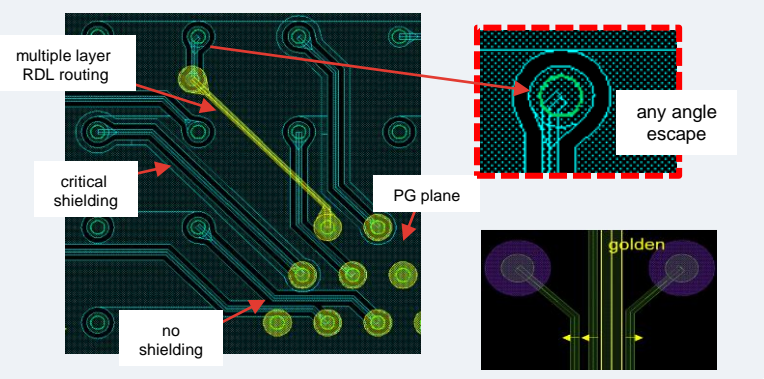 multiple layer
RDL routing
any angle
escape
critical
shielding
PG plane
golden
no
shielding